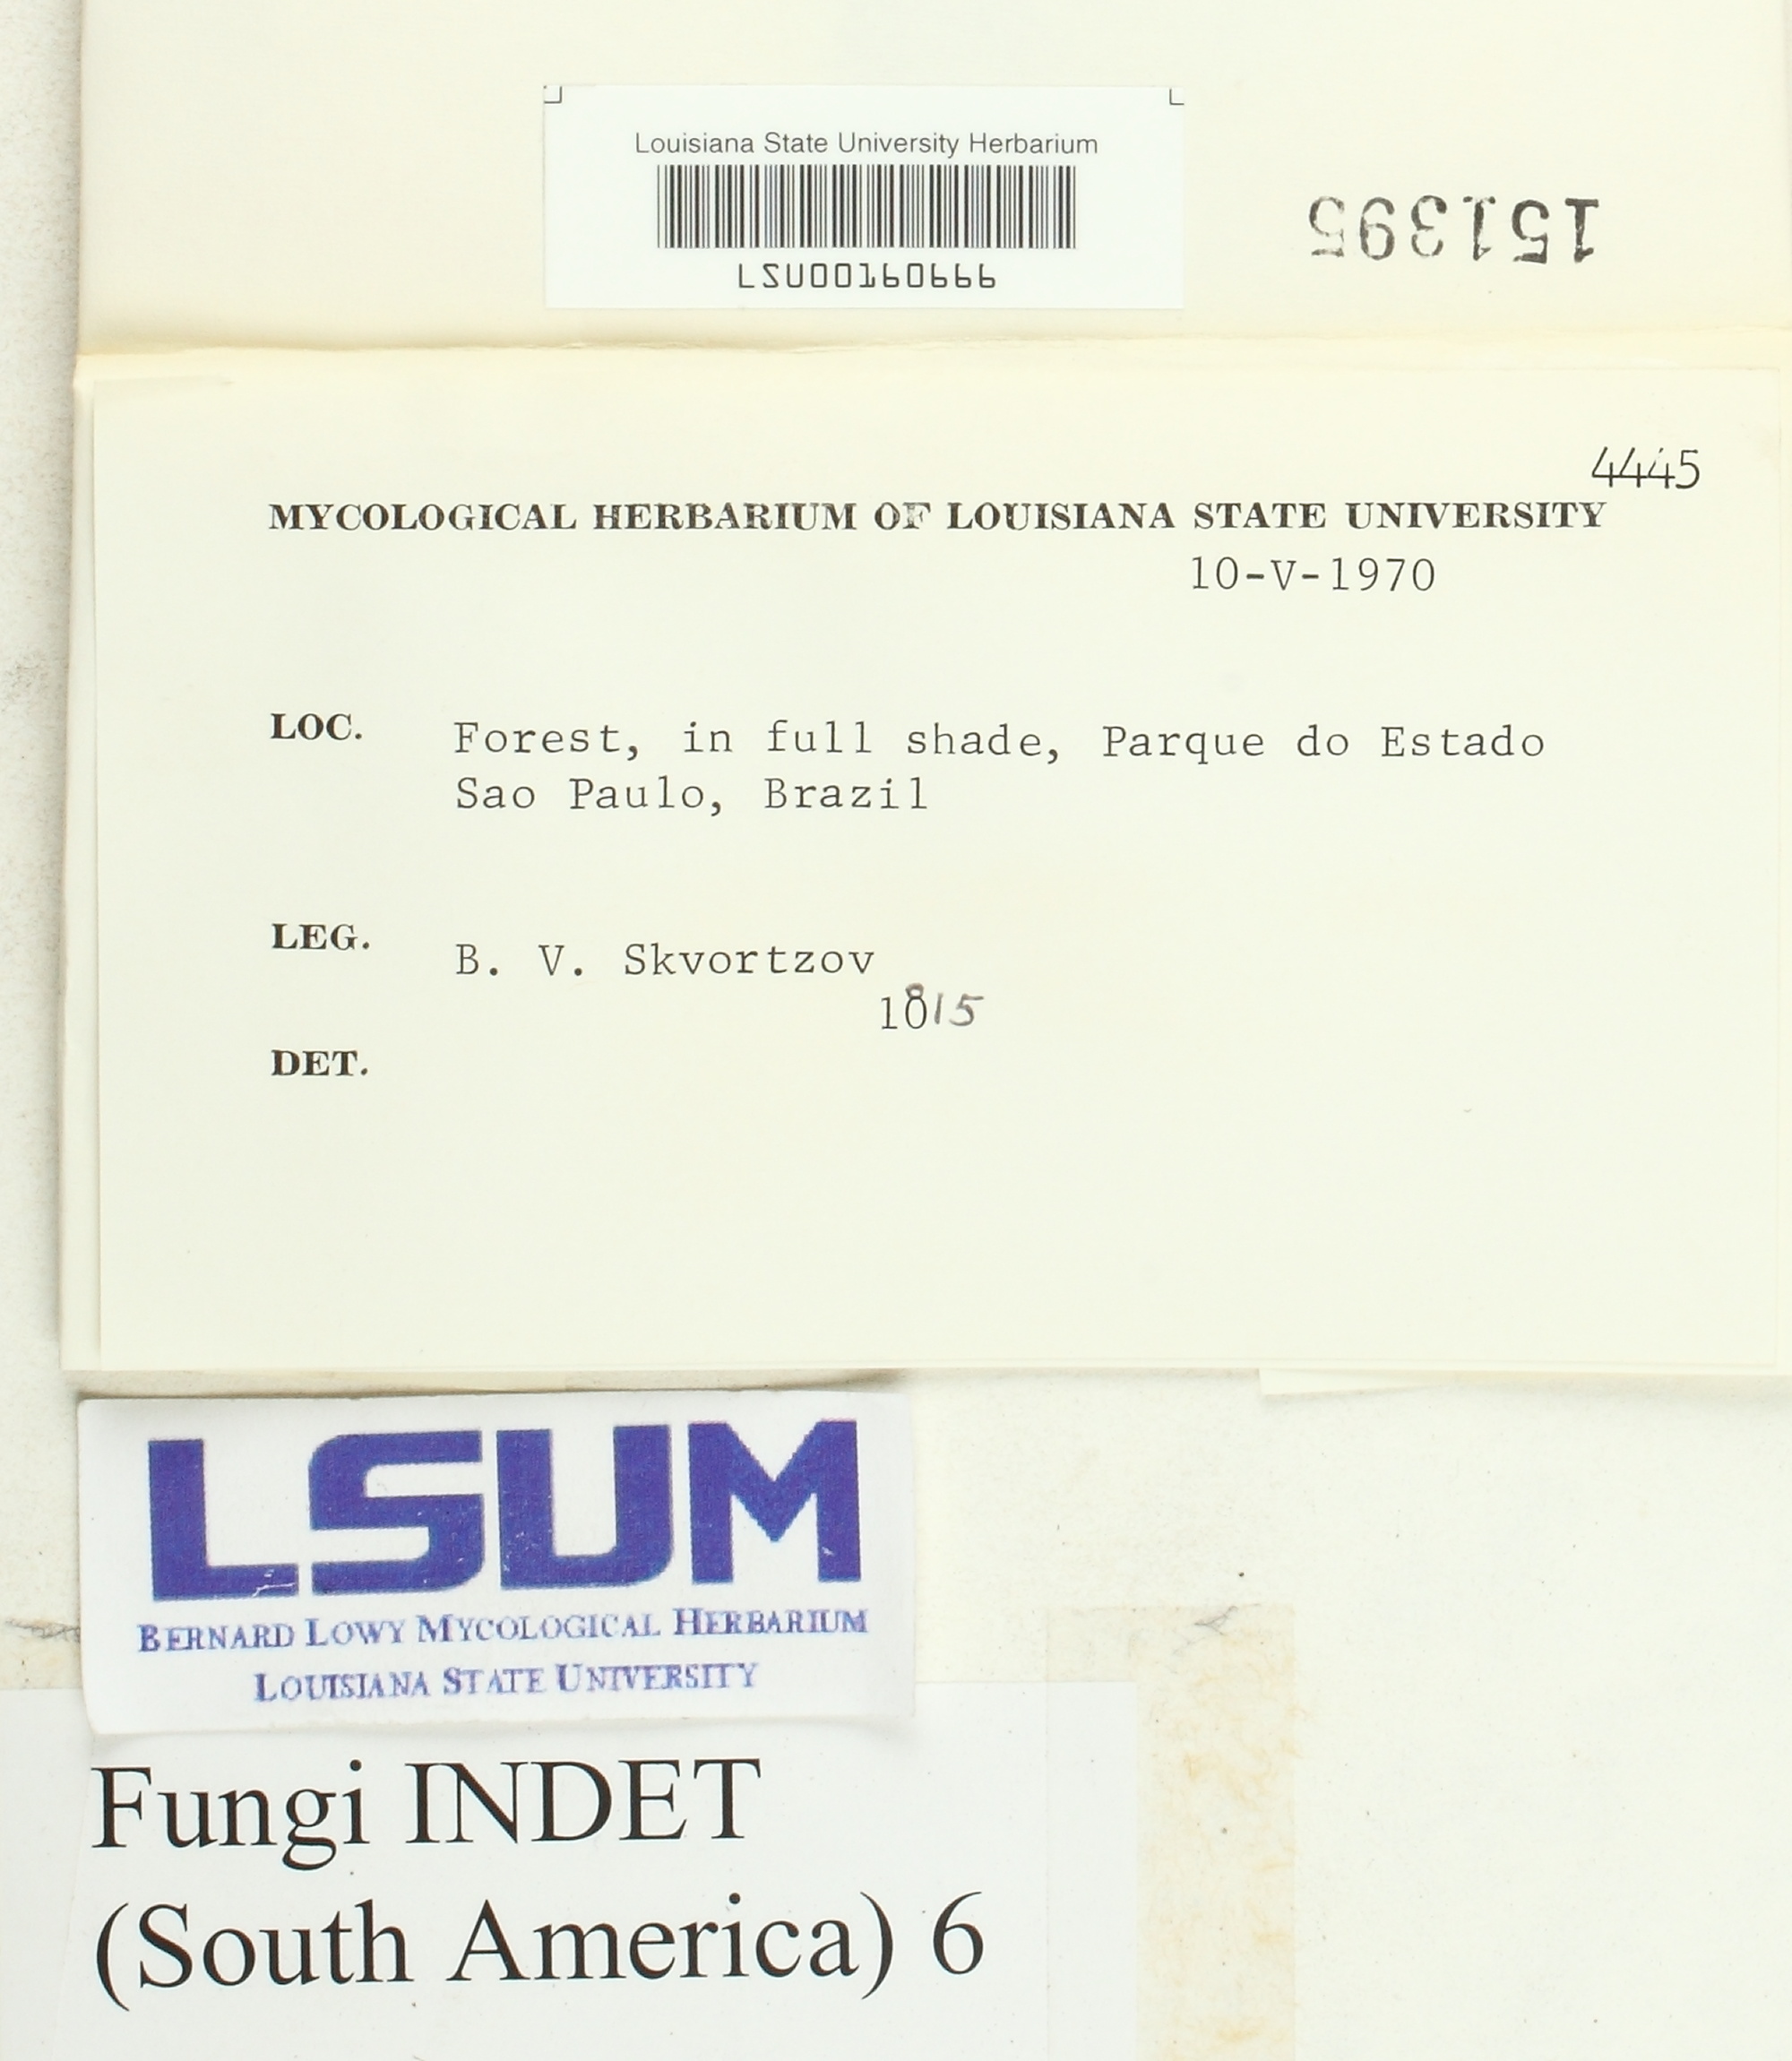 Louisiana State University Herbarium
LSU00160666
151395
4445
MYCOLOGICAL HERBARIUM OF LOUISIANA STATE UNIVERSITY
10-V-1970
LOC. Forest, in full shade, Parque do Estado
Sao Paulo, Brazil
LEG. B. V. Skvortzov
1815
DET.
LSUM
BERNARD LOWY MYCOLOGICAL HERBARIUM
LOUISIANA STATE UNIVERSITY
Fungi INDET
(South America) 6